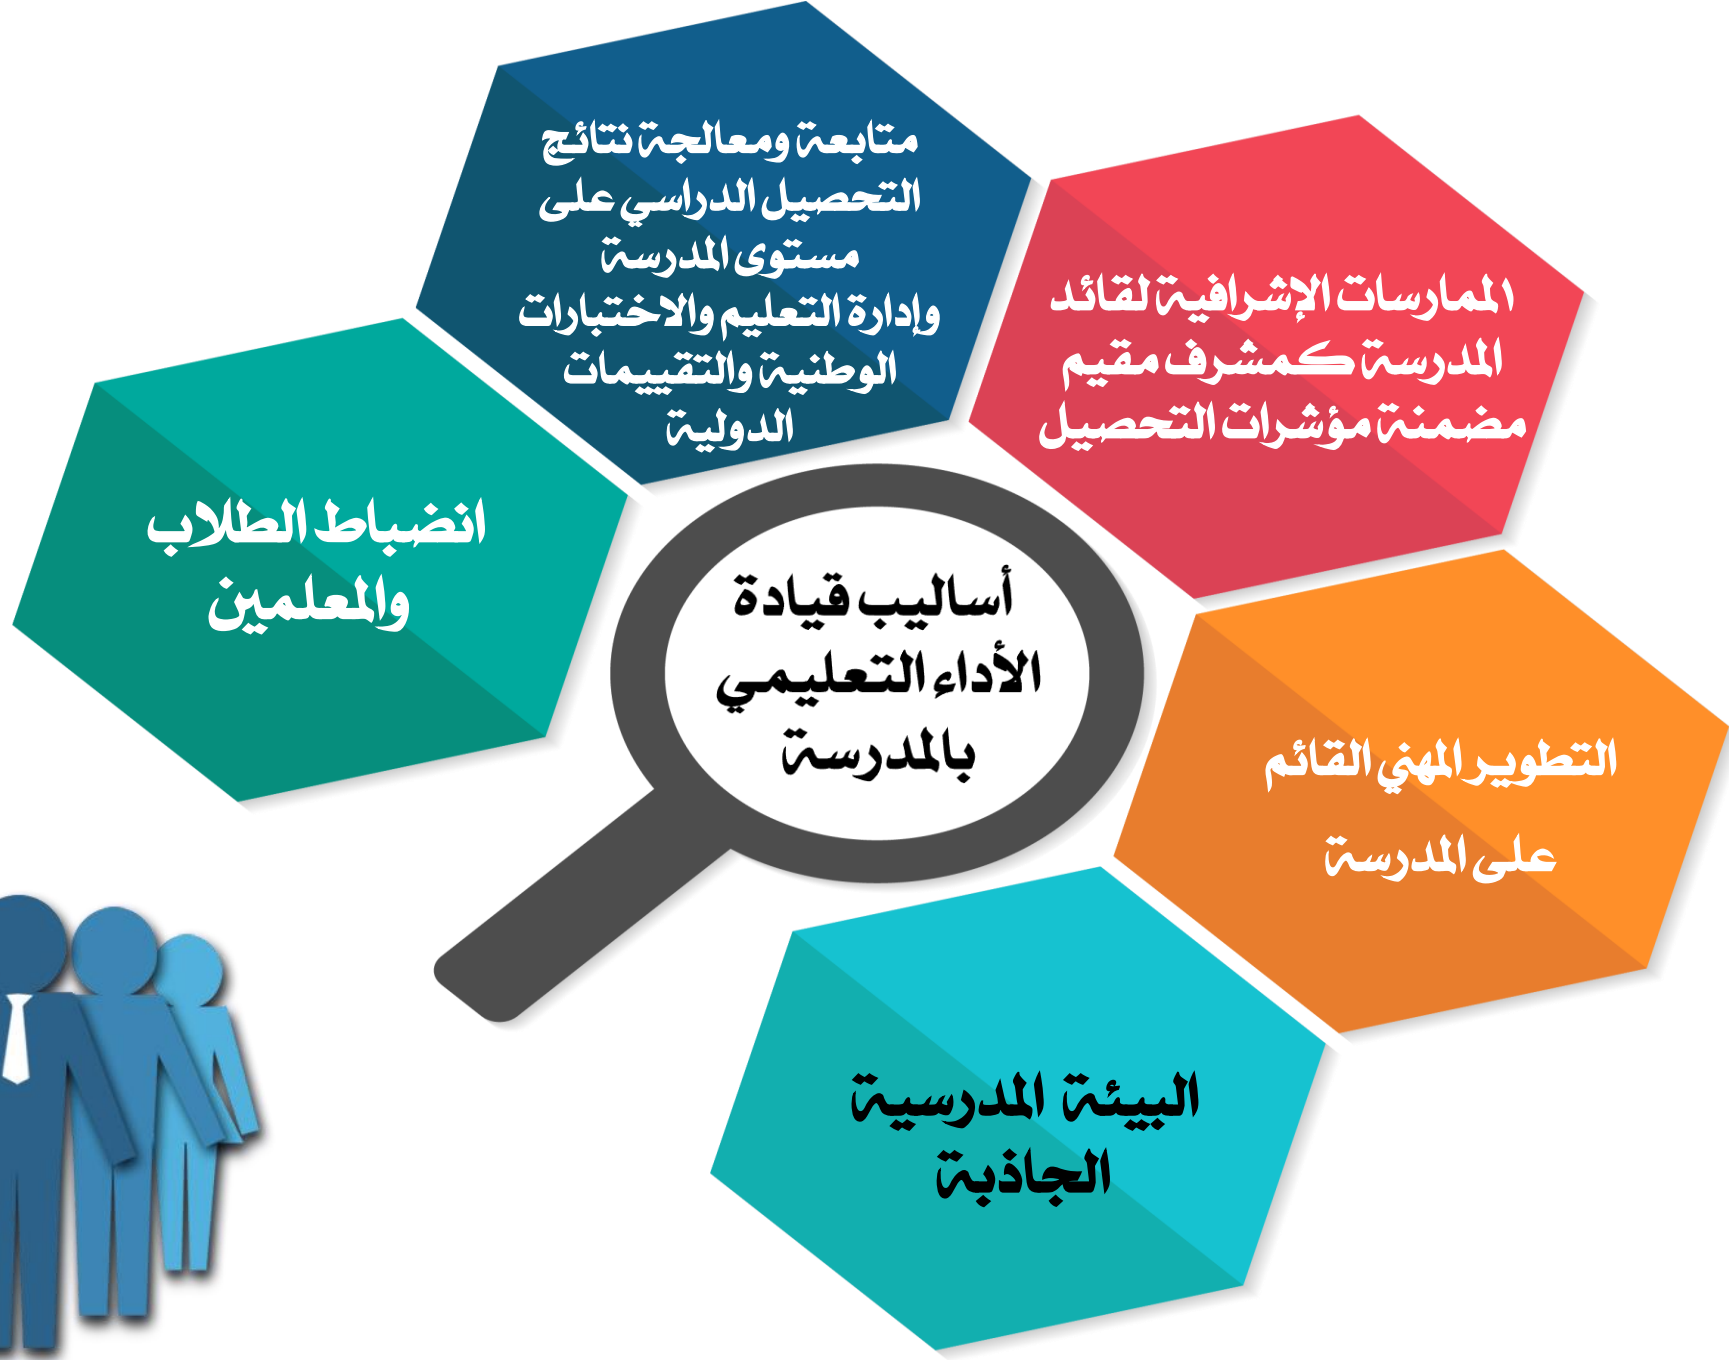 متابعة ومعالجة نتائج
التحصيل الدراسي على
مستوى المدرسة
وإدارة التعليم والاختبارات
الوطنية والتقييمات
الدولية
الممارسات الإشرافية لقائد
المدرسة كمشرف مقيم
مضمنة مؤشرات التحصيل
انضباط الطلاب
والمعلمين
أساليب قيادة
الأداء التعليمي
بالمدرسة
التطوير المهني القائم
على المدرسة
البيئة المدرسية
الجاذبة